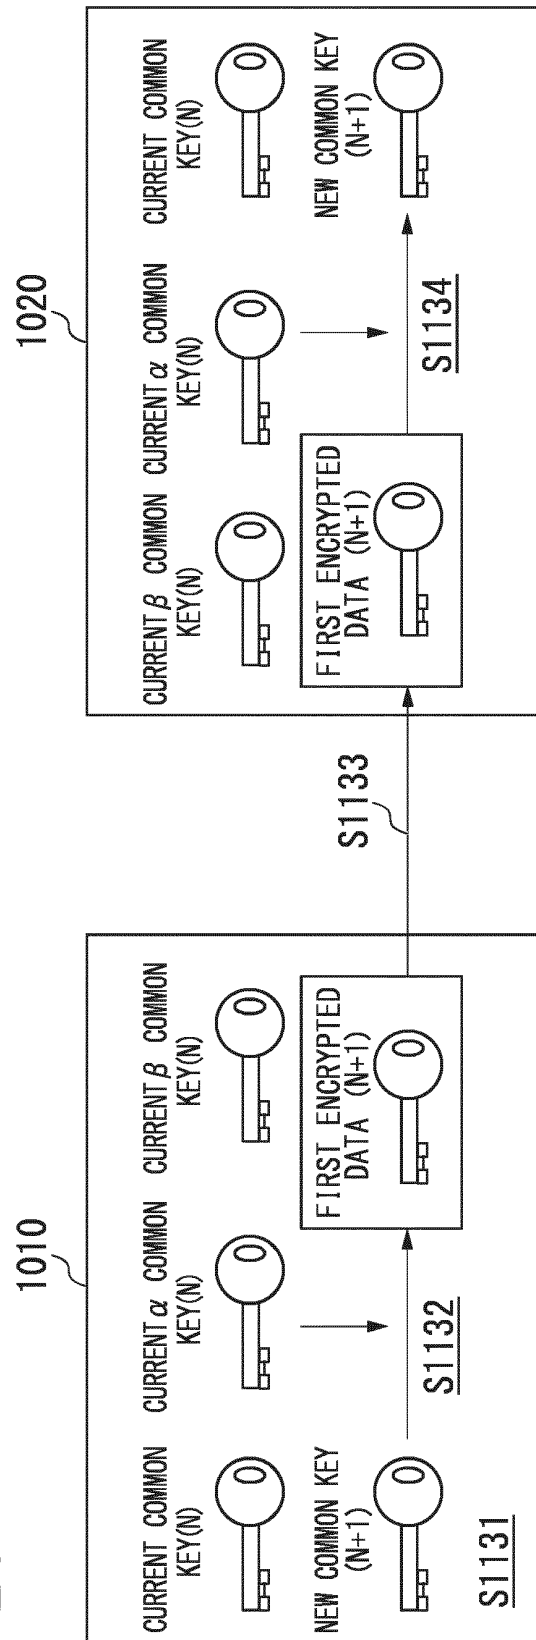 1010
CURRENT COMMON
KEY(N)
CURRENT α COMMON
KEY(N)
CURRENT β COMMON
KEY(N)
NEW COMMON KEY
(N+1)
FIRST ENCRYPTED
DATA (N+1)
S1131
S1132
S1133
1020
CURRENT β COMMON
KEY(N)
CURRENT α COMMON
KEY(N)
CURRENT COMMON
KEY(N)
FIRST ENCRYPTED
DATA (N+1)
NEW COMMON KEY
(N+1)
S1134